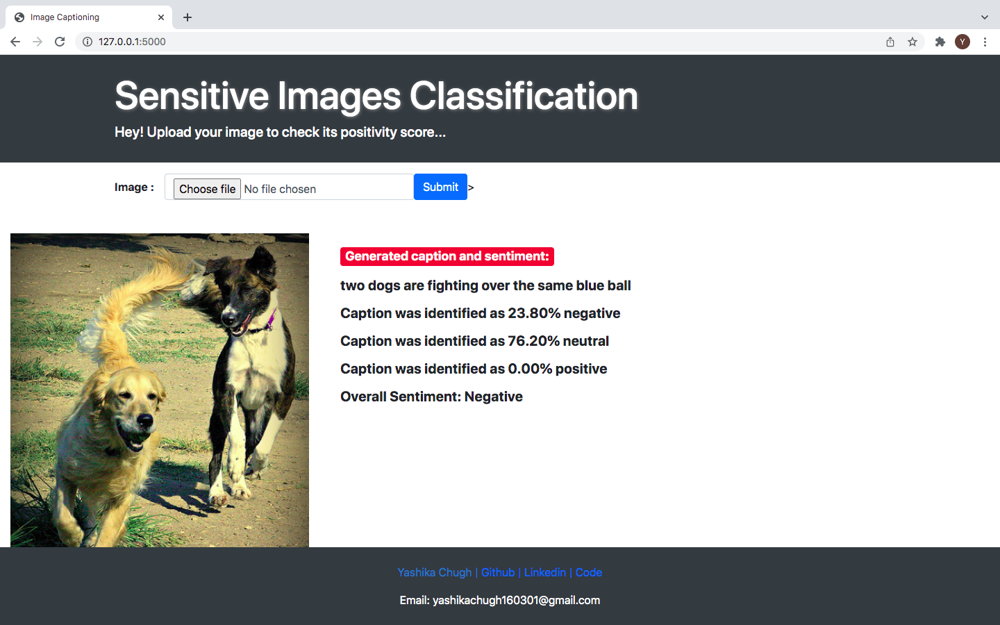 Image Captioning
127.0.0.1:5000
Y
Sensitive Images Classification
Hey! Upload your image to check its positivity score...
Image : Choose file No file chosen Submit >
Generated caption and sentiment:
two dogs are fighting over the same blue ball
Caption was identified as 23.80% negative
Caption was identified as 76.20% neutral
Caption was identified as 0.00% positive
Overall Sentiment: Negative
Yashika Chugh | Github | Linkedin | Code
Email: yashikachugh160301@gmail.com